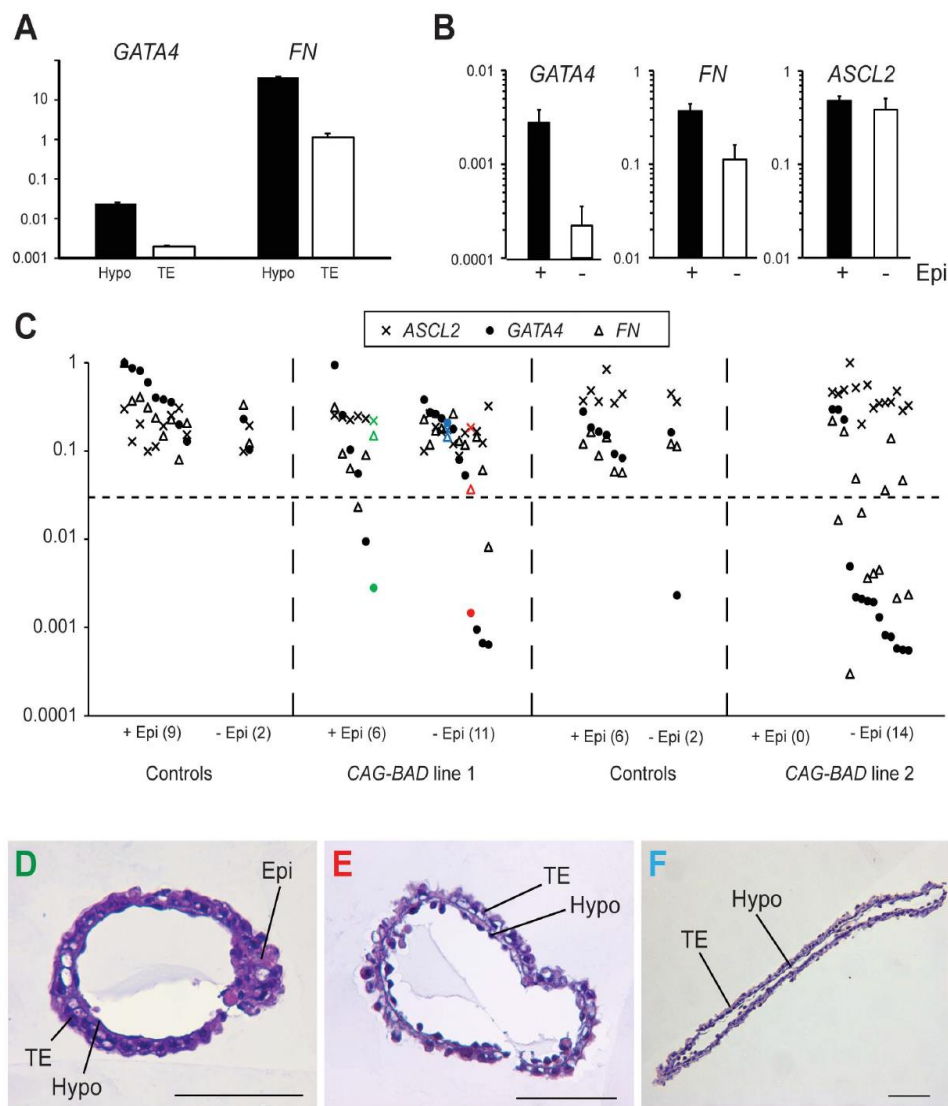 A
GATA4 FN
10
1
0.1
0.01
0.001
Hypo TE Hypo TE
B
GATA4 FN ASCL2
0.01
0.001
0.0001
1
0.1
0.01
1
0.1
0.01
+ - + - + - Epi
C
× ASCL2 ● GATA4 △ FN
1
0.1
0.01
0.001
0.0001
+ Epi (9) - Epi (2) + Epi (6) - Epi (11) + Epi (6) - Epi (2) + Epi (0) - Epi (14)
Controls CAG-BAD line 1 Controls CAG-BAD line 2
D
Epi
TE
Hypo
E
TE
Hypo
F
Hypo
TE